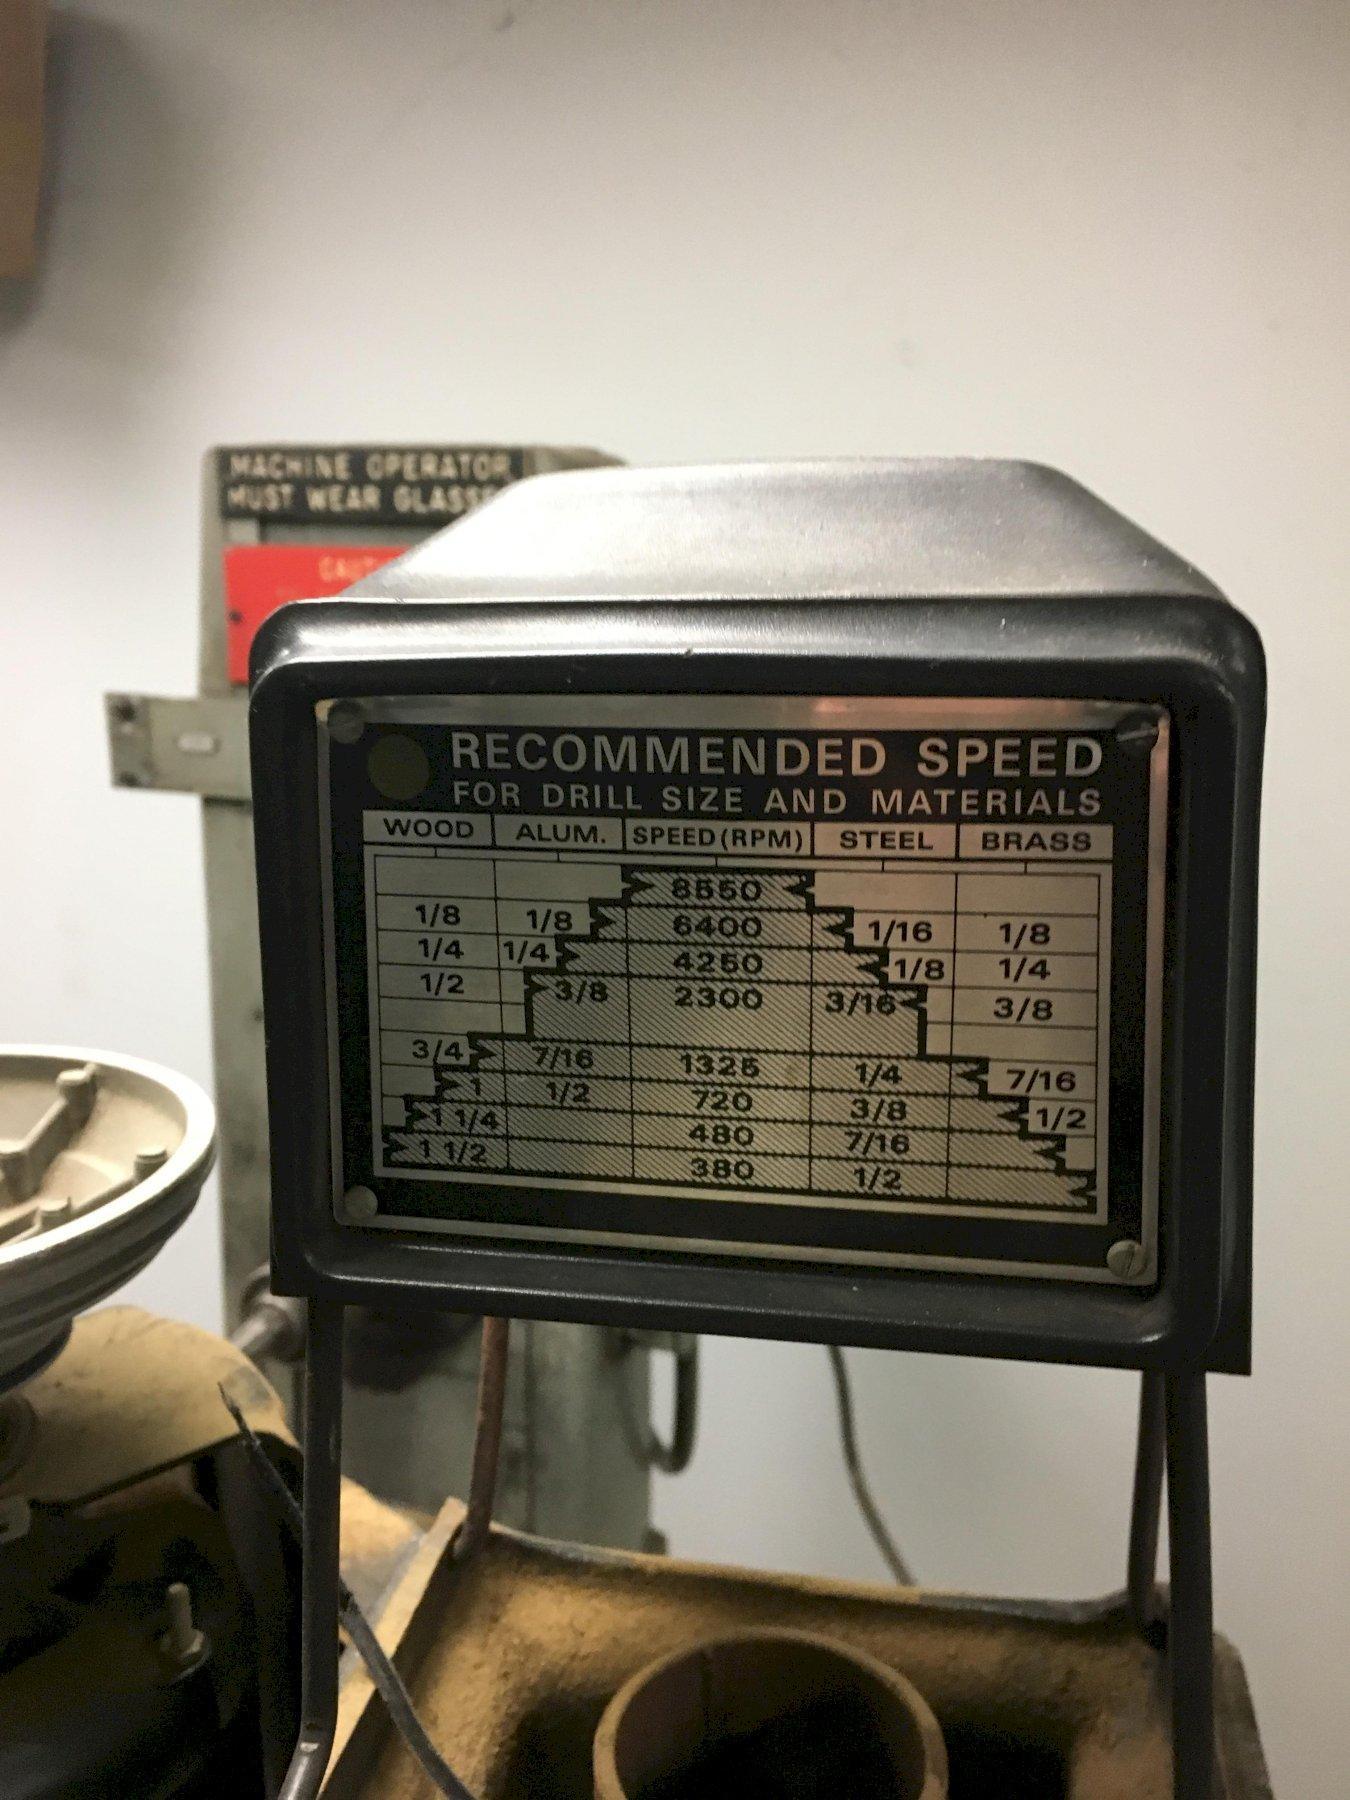 MACHINE OPERATOR
MUST WEAR
RECOMMENDED SPEED
FOR DRILL SIZE AND MATERIALS
WOOD ALUM. SPEED (RPM) STEEL BRASS
8550
1/8 1/8 6400 1/16 1/8
1/4 1/4 4250 1/8 1/4
1/2 3/8 2300 3/16 3/8
3/4 7/16 1325 1/4 7/16
1 1/2 720 3/8 1/2
1 1/4 480 7/16
1 1/2 380 1/2